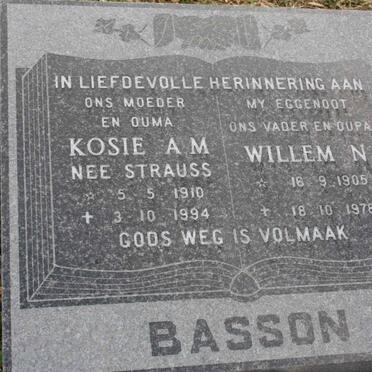 IN LIEFDEVOLLE HERINNERING AAN
ONS MOEDER
EN OUMA
KOSIE A M
NEE STRAUSS
☆ 5 5 1910
✝ 3 10 1994
MY EGGENOOT
ONS VADER EN OUPA
WILLEM N
☆ 16 9 1905
✝ 18 10 1978
GODS WEG IS VOLMAAK
BASSON